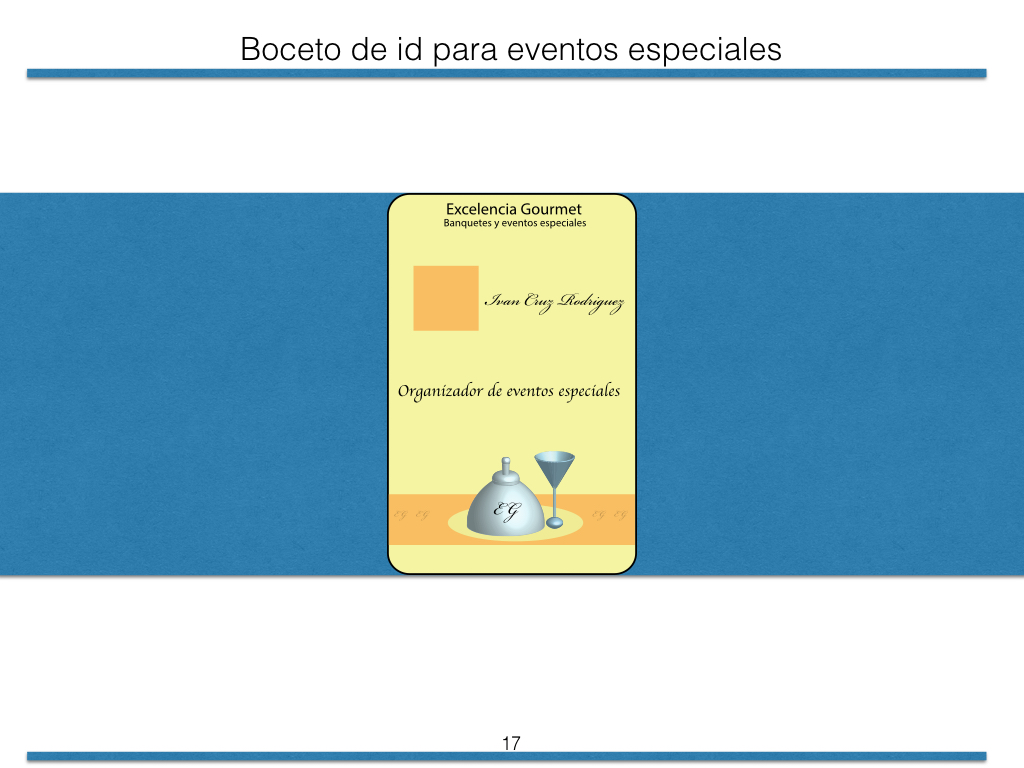 Boceto de id para eventos especiales
Excelencia Gourmet
Banquetes y eventos especiales
Ivan Cruz Rodriguez
Organizador de eventos especiales
EG
EG EG EG EG
17